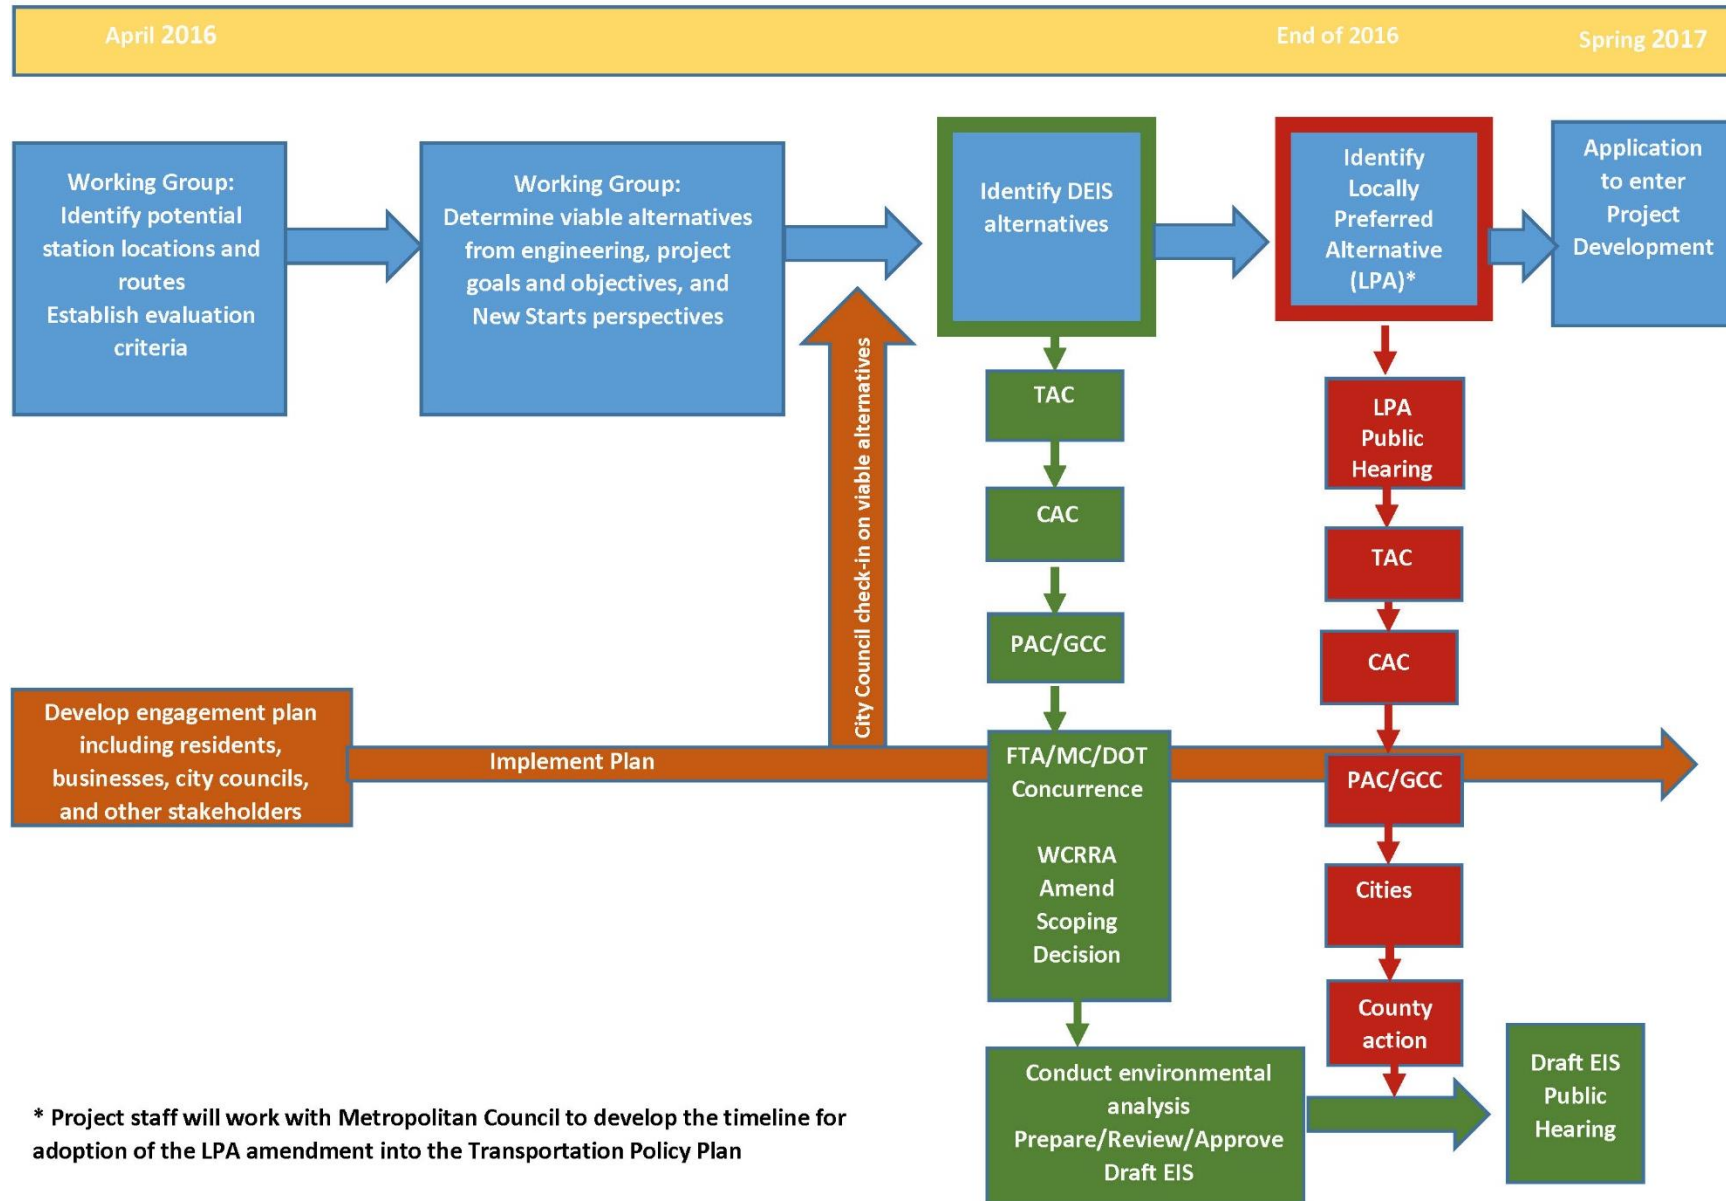 April 2016
End of 2016
Spring 2017
Working Group:
Identify potential
station locations and
routes
Establish evaluation
criteria
Working Group:
Determine viable alternatives
from engineering, project
goals and objectives, and
New Starts perspectives
Identify DEIS
alternatives
Identify
Locally
Preferred
Alternative
(LPA)*
Application
to enter
Project
Development
City Council check-in on viable alternatives
TAC
CAC
PAC/GCC
FTA/MC/DOT
Concurrence
WCRRA
Amend
Scoping
Decision
Conduct environmental
analysis
Prepare/Review/Approve
Draft EIS
LPA
Public
Hearing
TAC
CAC
PAC/GCC
Cities
County
action
Draft EIS
Public
Hearing
Develop engagement plan
including residents,
businesses, city councils,
and other stakeholders
Implement Plan
* Project staff will work with Metropolitan Council to develop the timeline for
adoption of the LPA amendment into the Transportation Policy Plan